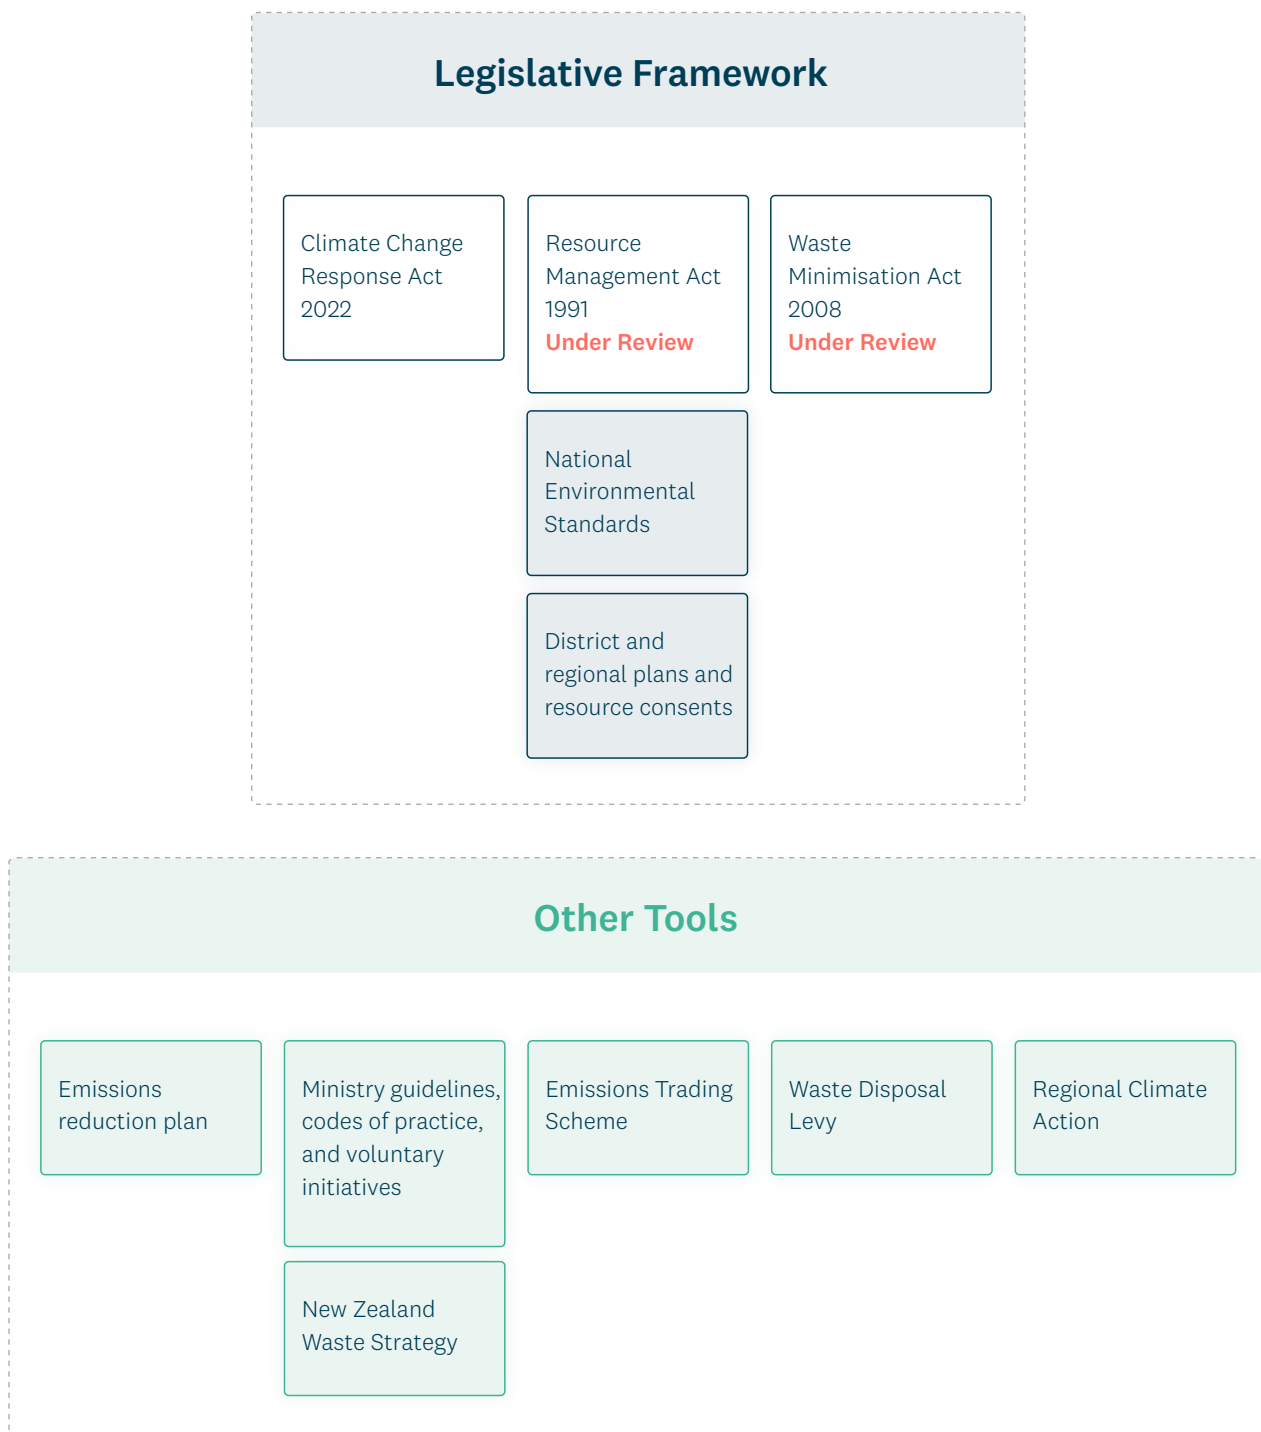 Legislative Framework
Climate Change
Response Act
2022
Resource
Management Act
1991
Under Review
Waste
Minimisation Act
2008
Under Review
National
Environmental
Standards
District and
regional plans and
resource consents
Other Tools
Emissions
reduction plan
Ministry guidelines,
codes of practice,
and voluntary
initiatives
Emissions Trading
Scheme
Waste Disposal
Levy
Regional Climate
Action
New Zealand
Waste Strategy